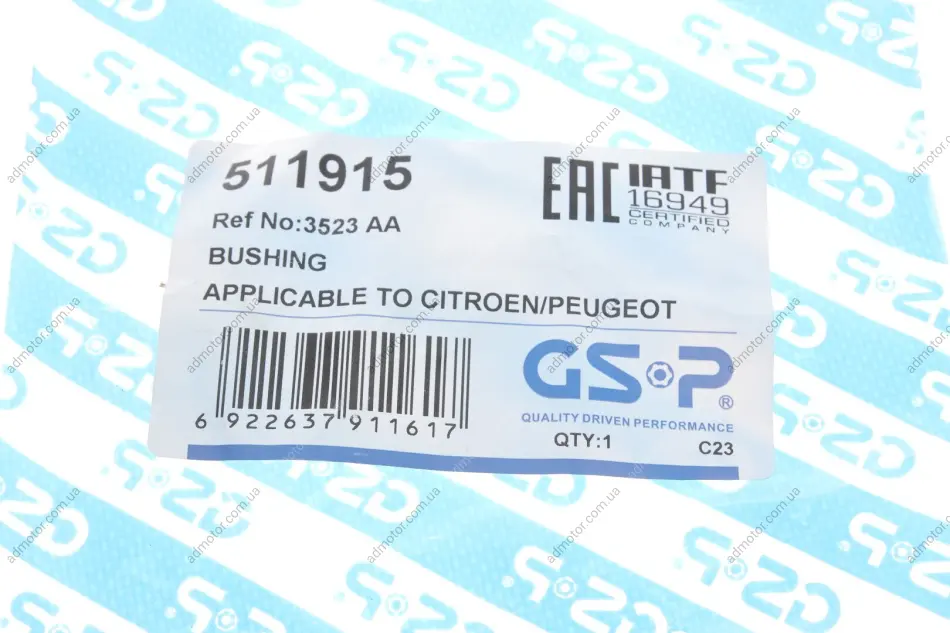 511915
Ref No:3523 AA
BUSHING
APPLICABLE TO CITROEN/PEUGEOT
EAC
IATF
16949
CERTIFIED
COMPANY
6 922637 911617
GSP®
QUALITY DRIVEN PERFORMANCE
QTY:1
C23
admotor.com.ua